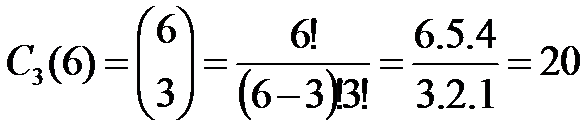 C₃(6) = (6 3) = 6! / (6−3)!3! = 6.5.4 / 3.2.1 = 20